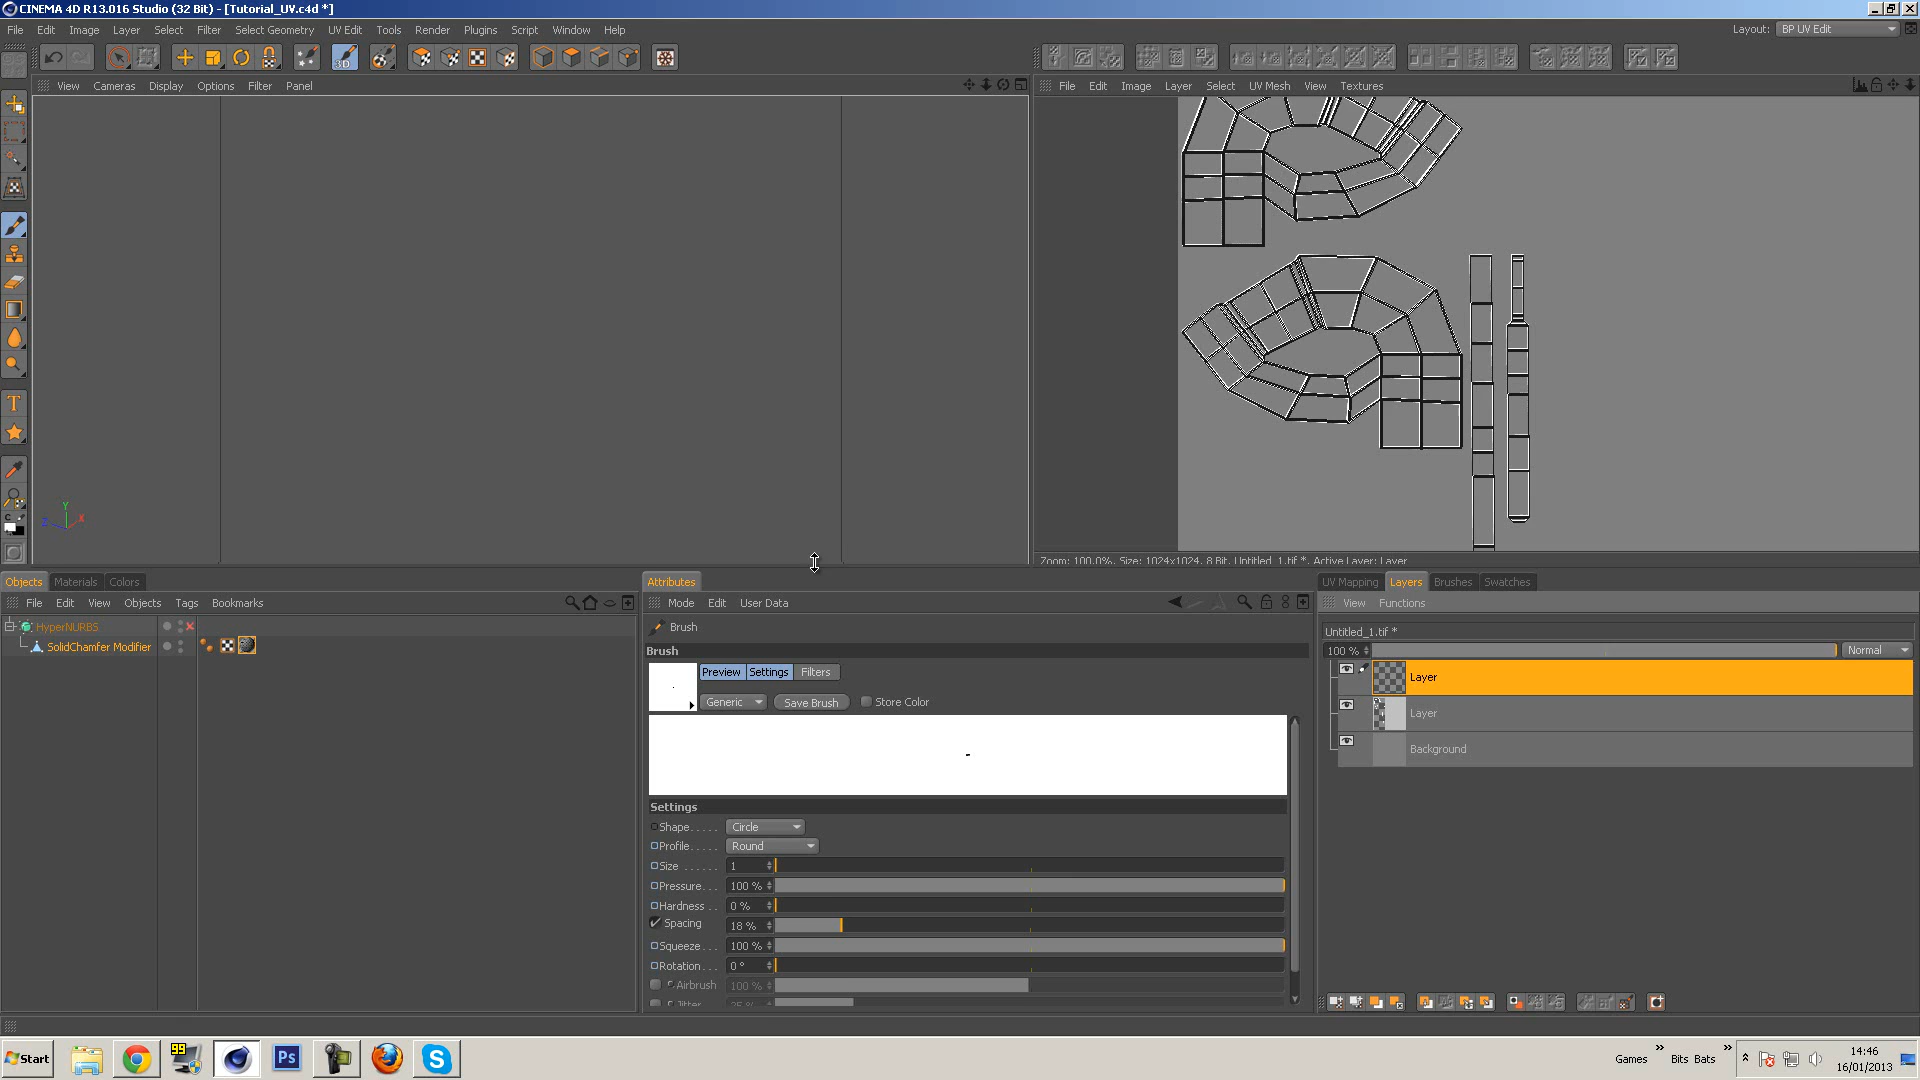 CINEMA 4D R13.016 Studio (32 Bit) - [Tutorial_UV.c4d *]
File Edit Image Layer Select Filter Select Geometry UV Edit Tools Render Plugins Script Window Help
Layout: BP UV Edit
3D
View Cameras Display Options Filter Panel
File Edit Image Layer Select UV Mesh View Textures
T
C
Y
Z X
Zoom: 100.0%, Size: 1024x1024, 8 Bit, Untitled_1.tif *, Active Layer: Layer
Objects Materials Colors
File Edit View Objects Tags Bookmarks
HyperNURBS
SolidChamfer Modifier
Attributes
Mode Edit User Data
Brush
Brush
Preview Settings Filters
Generic Save Brush Store Color
Settings
Shape Circle
Profile Round
Size 1
Pressure 100 %
Hardness 0 %
Spacing 18 %
Squeeze 100 %
Rotation 0 °
Airbrush 100 %
Jitter 25 %
UV Mapping Layers Brushes Swatches
View Functions
Untitled_1.tif *
100 % Normal
Layer
Layer
Background
Start
99
Ps
Games » Bits Bats »
14:46
16/01/2013